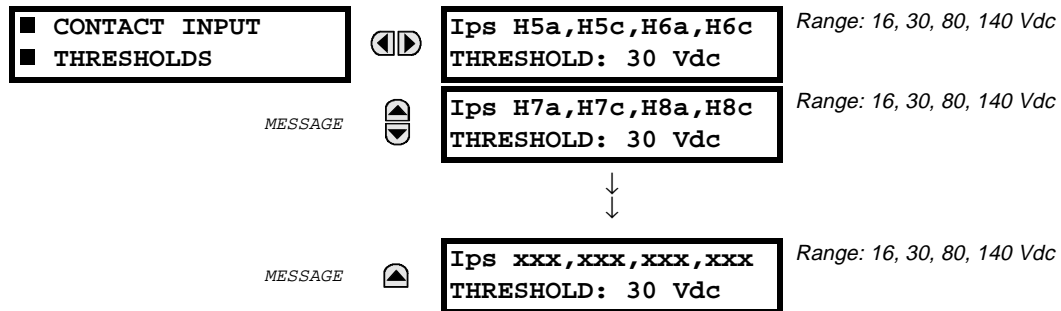 ■ CONTACT INPUT
■ THRESHOLDS
Ips H5a,H5c,H6a,H6c
THRESHOLD: 30 Vdc
Range: 16, 30, 80, 140 Vdc
MESSAGE
Ips H7a,H7c,H8a,H8c
THRESHOLD: 30 Vdc
Range: 16, 30, 80, 140 Vdc
↓
↓
MESSAGE
Ips xxx,xxx,xxx,xxx
THRESHOLD: 30 Vdc
Range: 16, 30, 80, 140 Vdc